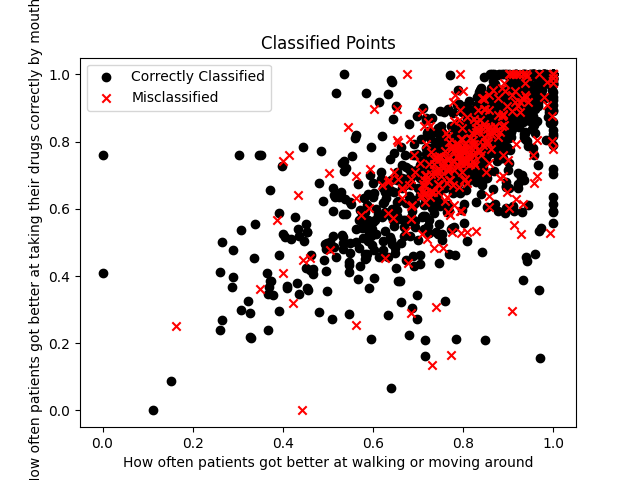 Classified Points
Correctly Classified
Misclassified
often patients got better at taking their drugs correctly by mouth
1.0
0.8
0.6
0.4
0.2
0.0
0.0 0.2 0.4 0.6 0.8 1.0
How often patients got better at walking or moving around